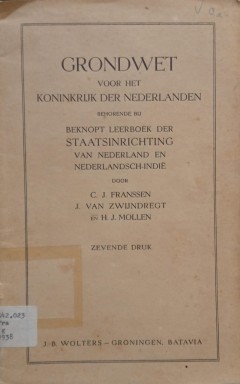 GRONDWET
VOOR HET
KONINKRIJK DER NEDERLANDEN
BEHORENDE BIJ
BEKNOPT LEERBOEK DER
STAATSINRICHTING
VAN NEDERLAND EN
NEDERLANDSCH-INDIË
DOOR
C. J. FRANSSEN
J. VAN ZWIJNDREGT
EN H. J. MOLLEN
ZEVENDE DRUK
J.B. WOLTERS – GRONINGEN, BATAVIA